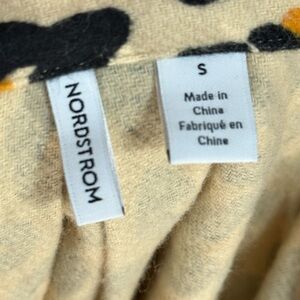 NORDSTROM
S
Made in
China
Fabriqué en
Chine